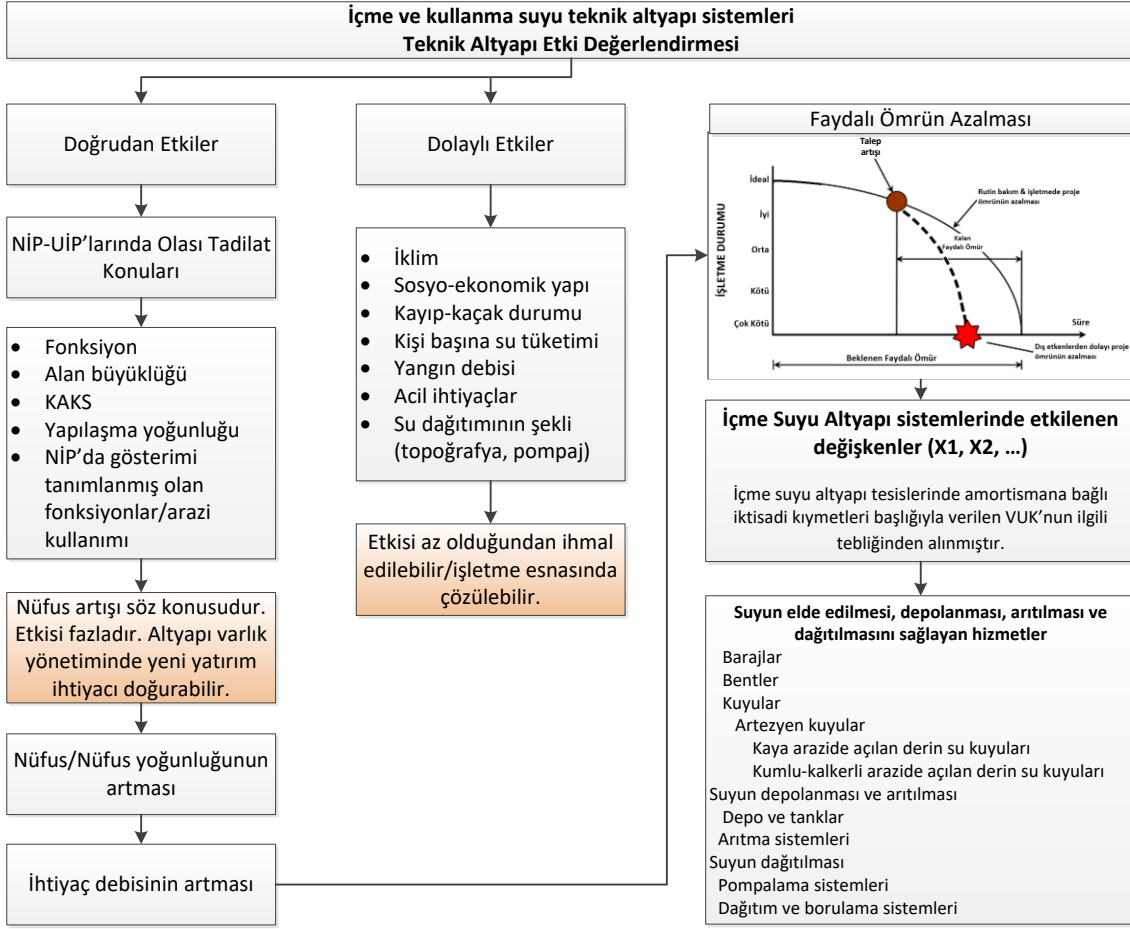 İçme ve kullanma suyu teknik altyapı sistemleri
Teknik Altyapı Etki Değerlendirmesi
Doğrudan Etkiler
NİP-UİP’larında Olası Tadilat
Konuları
• Fonksiyon
• Alan büyüklüğü
• KAKS
• Yapılaşma yoğunluğu
• NİP’da gösterimi
tanımlanmış olan
fonksiyonlar/arazi
kullanımı
Nüfus artışı söz konusudur.
Etkisi fazladır. Altyapı varlık
yönetiminde yeni yatırım
ihtiyacı doğurabilir.
Nüfus/Nüfus yoğunluğunun
artması
İhtiyaç debisinin artması
Dolaylı Etkiler
• İklim
• Sosyo-ekonomik yapı
• Kayıp-kaçak durumu
• Kişi başına su tüketimi
• Yangın debisi
• Acil ihtiyaçlar
• Su dağıtımının şekli
(topoğrafya, pompaj)
Etkisi az olduğundan ihmal
edilebilir/işletme esnasında
çözülebilir.
Faydalı Ömrün Azalması
Talep
artışı
İŞLETME DURUMU
İdeal
İyi
Orta
Kötü
Çok Kötü
Rutin bakım & işletmede proje
ömrünün azalması
Kalan
Faydalı Ömür
Süre
Dış etkenlerden dolayı proje
ömrünün azalması
Beklenen Faydalı Ömür
İçme Suyu Altyapı sistemlerinde etkilenen
değişkenler (X1, X2, …)
İçme suyu altyapı tesislerinde amortismana bağlı
iktisadi kıymetleri başlığıyla verilen VUK’nun ilgili
tebliğinden alınmıştır.
Suyun elde edilmesi, depolanması, arıtılması ve
dağıtılmasını sağlayan hizmetler
Barajlar
Bentler
Kuyular
Artezyen kuyular
Kaya arazide açılan derin su kuyuları
Kumlu-kalkerli arazide açılan derin su kuyuları
Suyun depolanması ve arıtılması
Depo ve tanklar
Arıtma sistemleri
Suyun dağıtılması
Pompalama sistemleri
Dağıtım ve borulama sistemleri